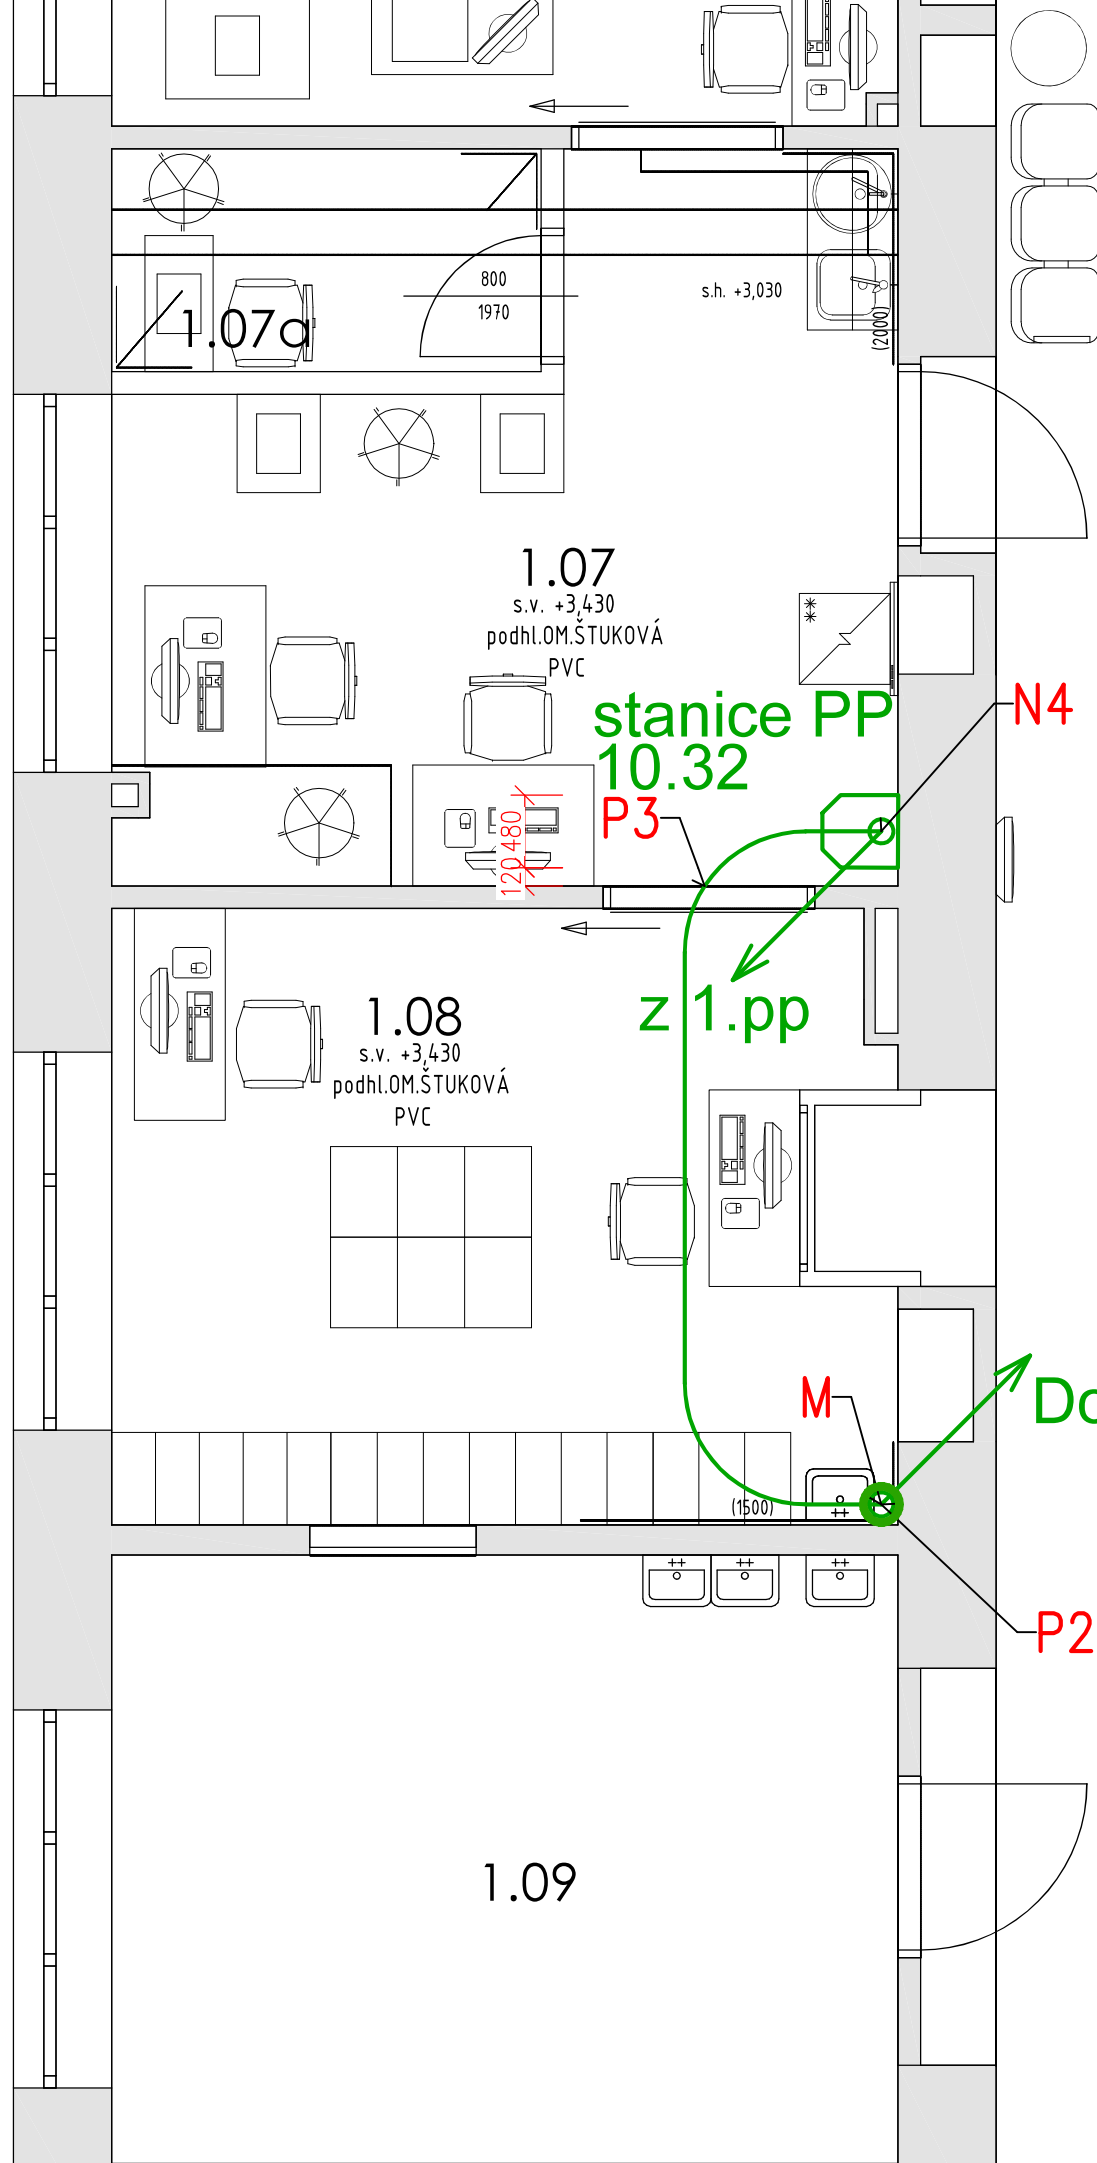 800
1970
s.h. +3,030
(2000)
1.07a
1.07
s.v. +3,430
podhl.OM.ŠTUKOVÁ
PVC
stanice PP
10.32
N4
P3
480
120
z 1.pp
1.08
s.v. +3,430
podhl.OM.ŠTUKOVÁ
PVC
M
Do
(1500)
P2
1.09